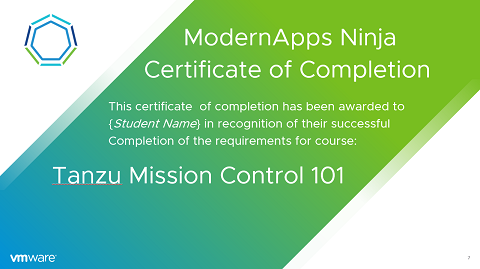 ModernApps Ninja
Certificate of Completion
This certificate of completion has been awarded to
{Student Name} in recognition of their successful
Completion of the requirements for course:
Tanzu Mission Control 101
vmware